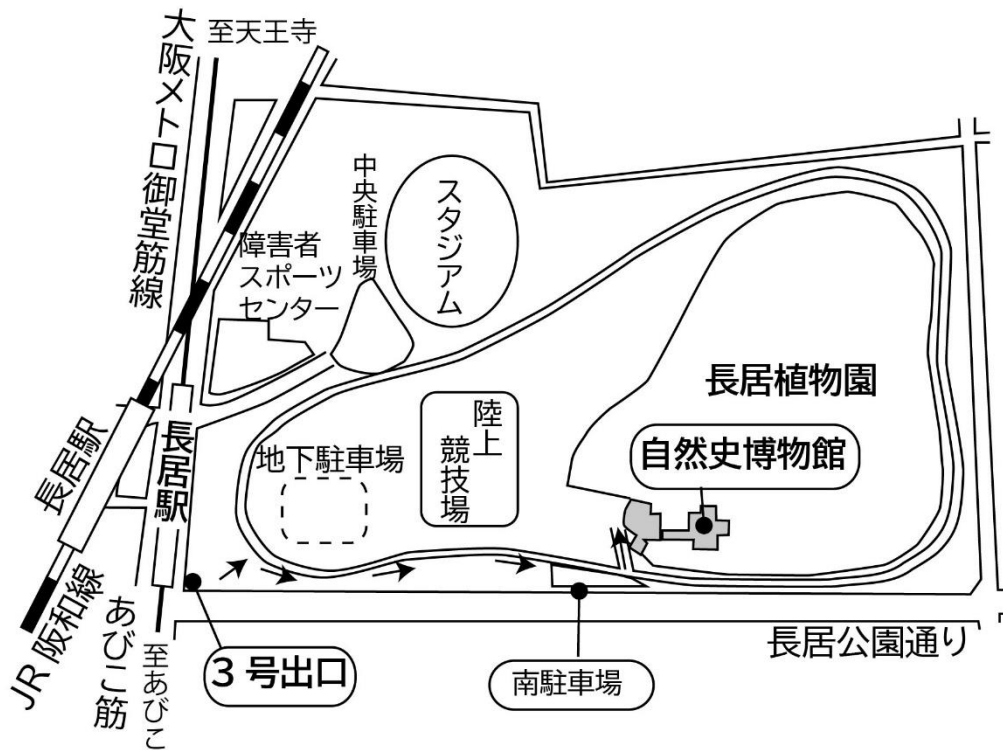 至天王寺
大阪メトロ御堂筋線
中央駐車場
スタジアム
障害者
スポーツ
センター
長居植物園
自然史博物館
陸上
競技場
地下駐車場
長居駅
長居駅
JR 阪和線
あびこ筋
至あびこ
3 号出口
南駐車場
長居公園通り